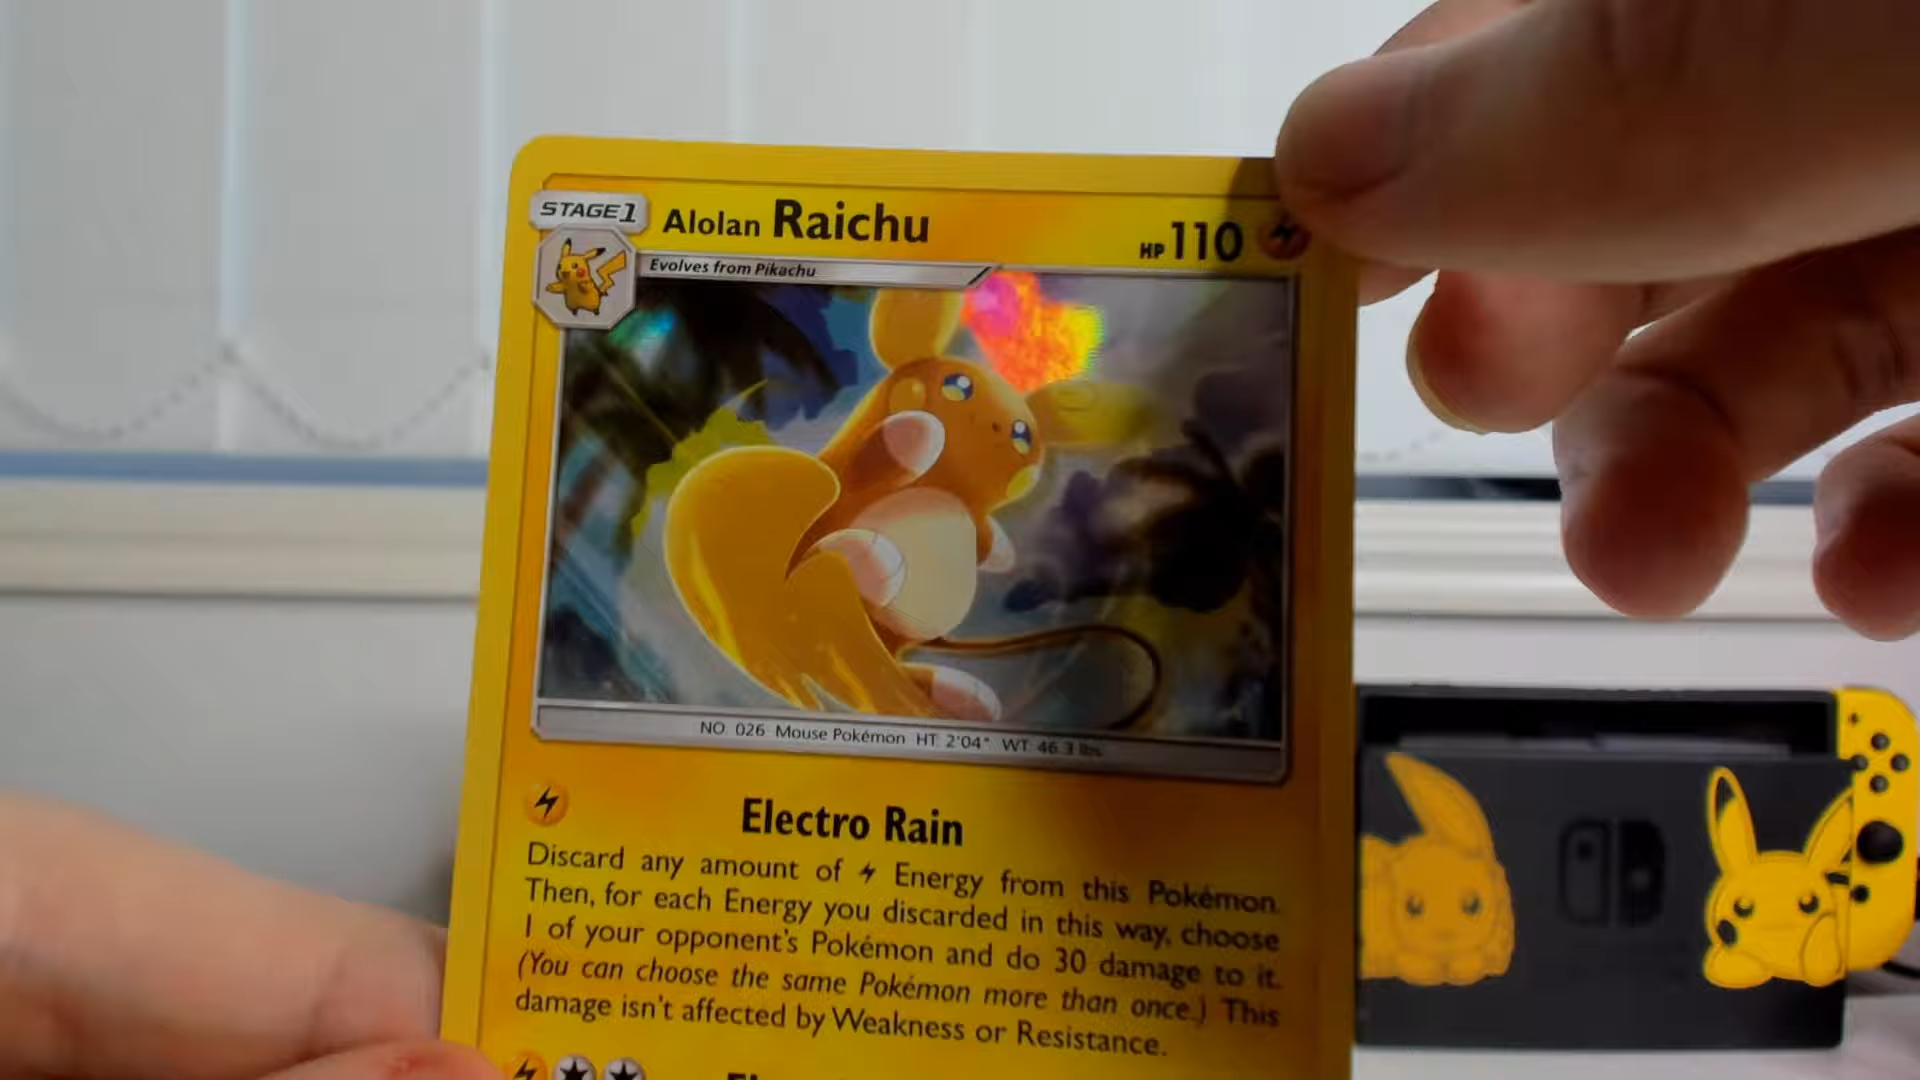 STAGE1
Alolan Raichu
HP 110
Evolves from Pikachu
NO. 026 Mouse Pokémon HT: 2'04" WT: 46.3 lbs
Electro Rain
Discard any amount of Energy from this Pokémon.
Then, for each Energy you discarded in this way, choose
1 of your opponent's Pokémon and do 30 damage to it.
(You can choose the same Pokémon more than once.) This
damage isn't affected by Weakness or Resistance.